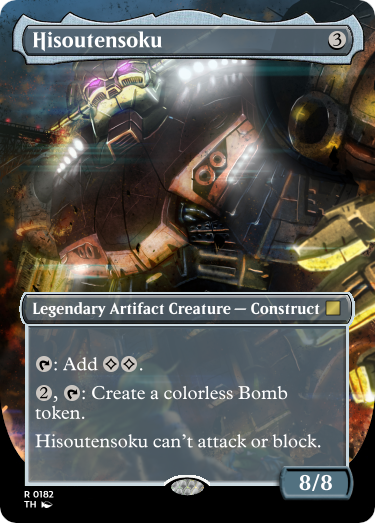 Hisoutensoku 3
Legendary Artifact Creature — Construct
: Add .
2, : Create a colorless Bomb
token.
Hisoutensoku can't attack or block.
8/8
R 0182
TH